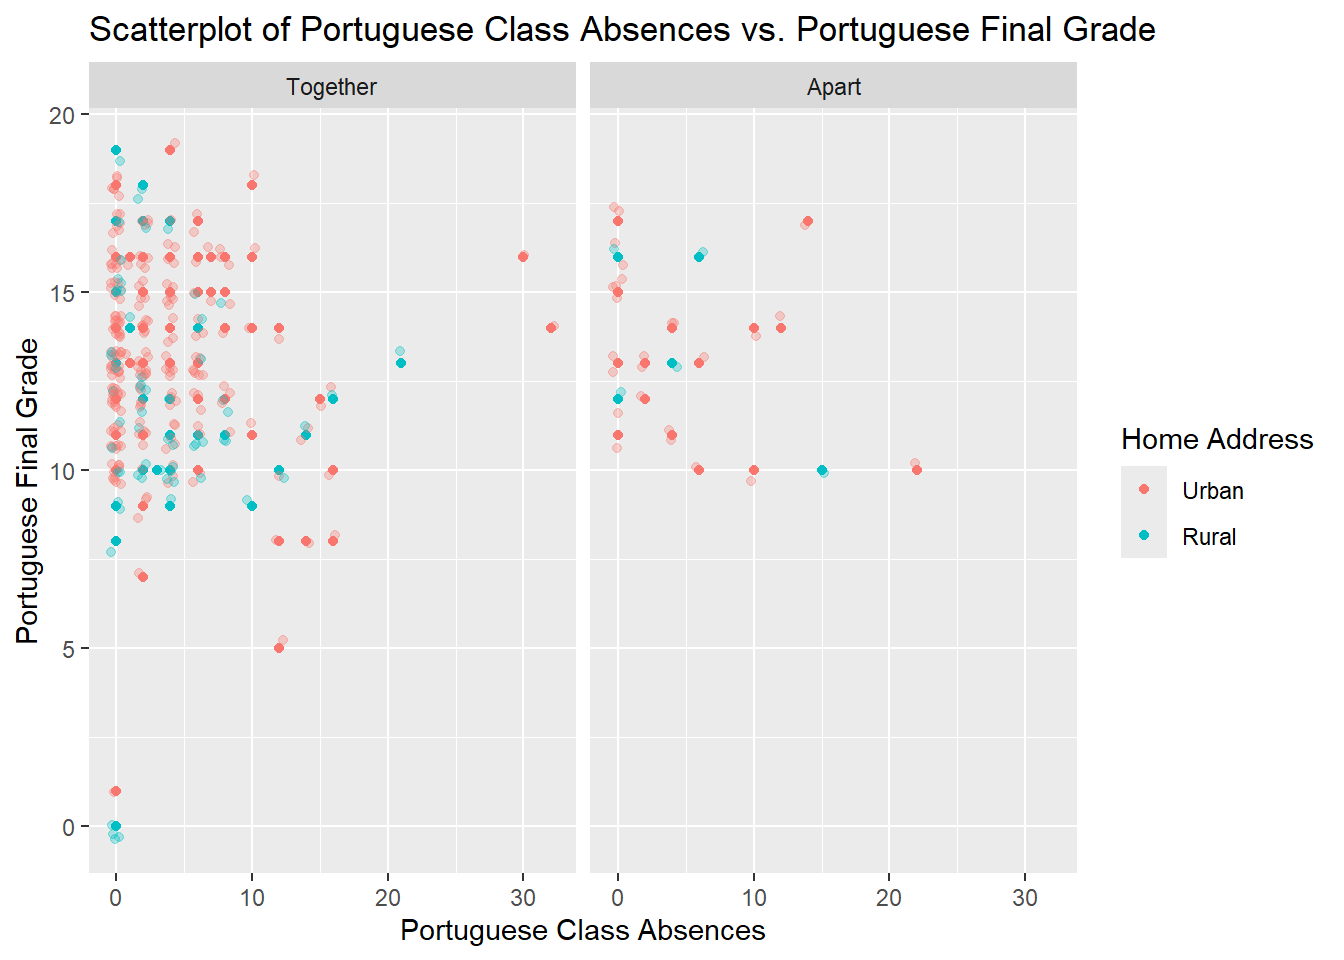 Scatterplot of Portuguese Class Absences vs. Portuguese Final Grade
Together
Apart
20
15
10
5
0
Portuguese Final Grade
0 10 20 30
0 10 20 30
Portuguese Class Absences
Home Address
Urban
Rural